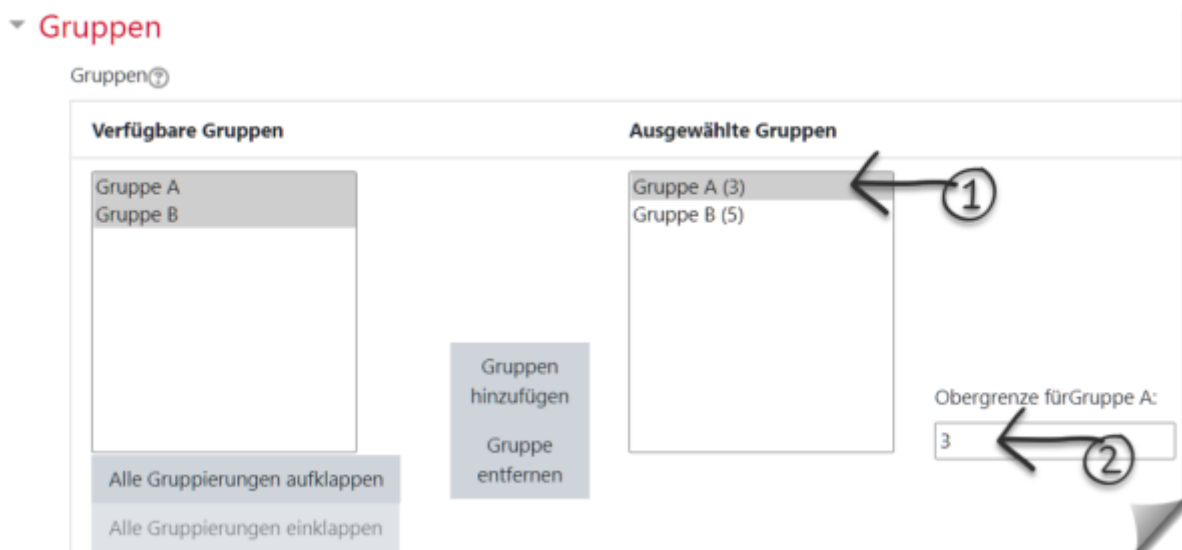 Gruppen
Gruppen?
Verfügbare Gruppen
Ausgewählte Gruppen
Gruppe A
Gruppe B
Gruppe A (3)
Gruppe B (5)
1
Gruppen
hinzufügen
Gruppe
entfernen
Obergrenze fürGruppe A:
3
2
Alle Gruppierungen aufklappen
Alle Gruppierungen einklappen